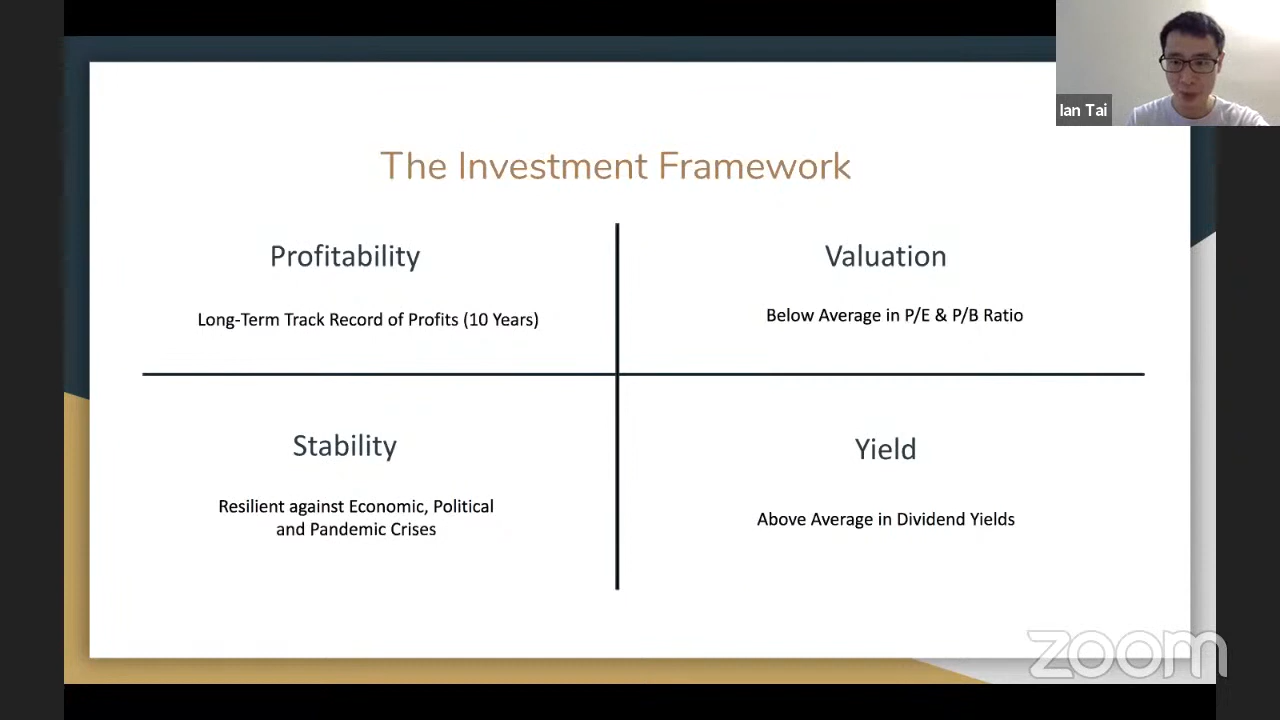 Ian Tai
The Investment Framework
Profitability
Long-Term Track Record of Profits (10 Years)
Valuation
Below Average in P/E & P/B Ratio
Stability
Resilient against Economic, Political
and Pandemic Crises
Yield
Above Average in Dividend Yields
zoom